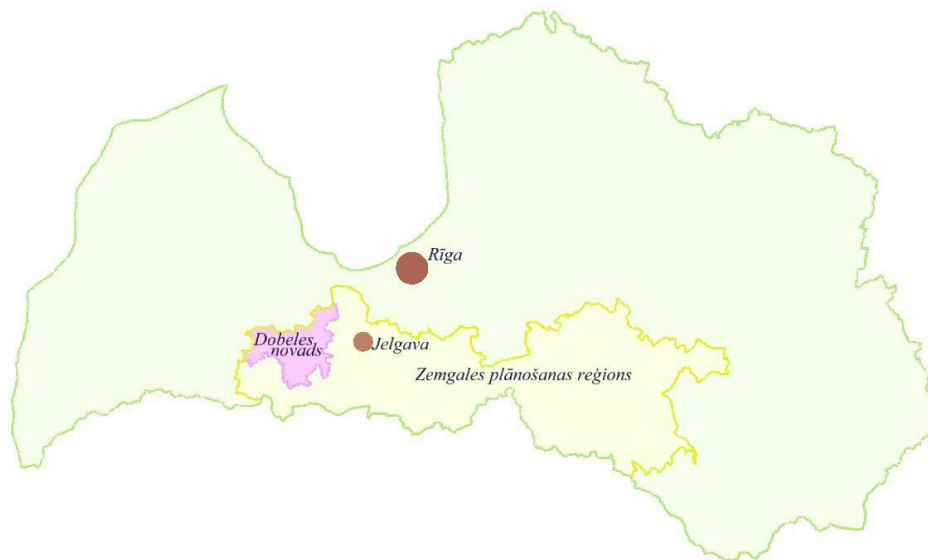 Rīga
Dobeles
novads
Jelgava
Zemgales plānošanas reģions